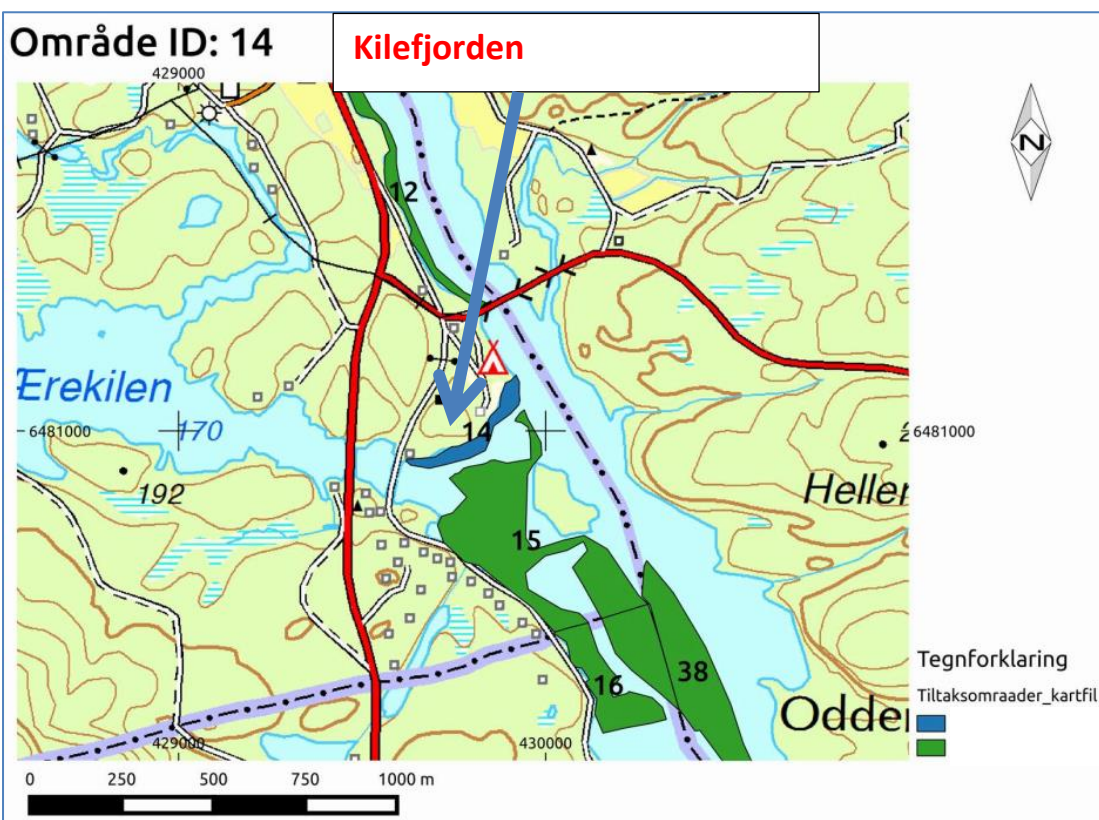 Område ID: 14
Kilefjorden
429000
N
12
Ærekilen
170
6481000
14
6481000
192
Heller
15
38
16
Odder
Tegnforklaring
Tiltaksomraader_kartfil
429000
430000
0 250 500 750 1000 m